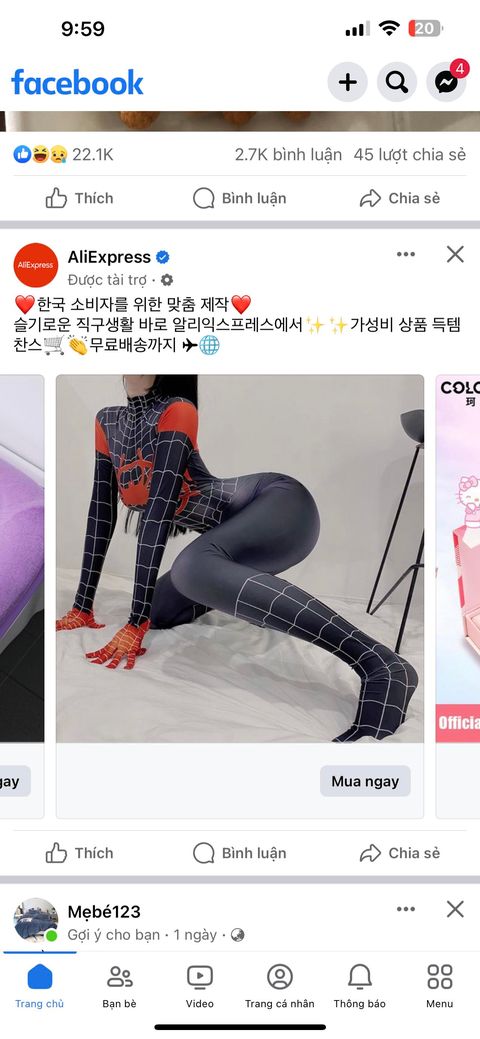 9:59
20
facebook
4
22.1K
2.7K bình luận 45 lượt chia sẻ
Thích
Bình luận
Chia sẻ
AliExpress
AliExpress
Được tài trợ ·
❤️한국 소비자를 위한 맞춤 제작❤️
슬기로운 직구생활 바로 알리익스프레스에서✨ ✨가성비 상품 득템
찬스🛒👏무료배송까지 ✈🌐
COLO
珂
Officia
gay
Mua ngay
Thích
Bình luận
Chia sẻ
Mẹbé123
Gợi ý cho bạn · 1 ngày ·
Trang chủ
Bạn bè
Video
Trang cá nhân
Thông báo
Menu